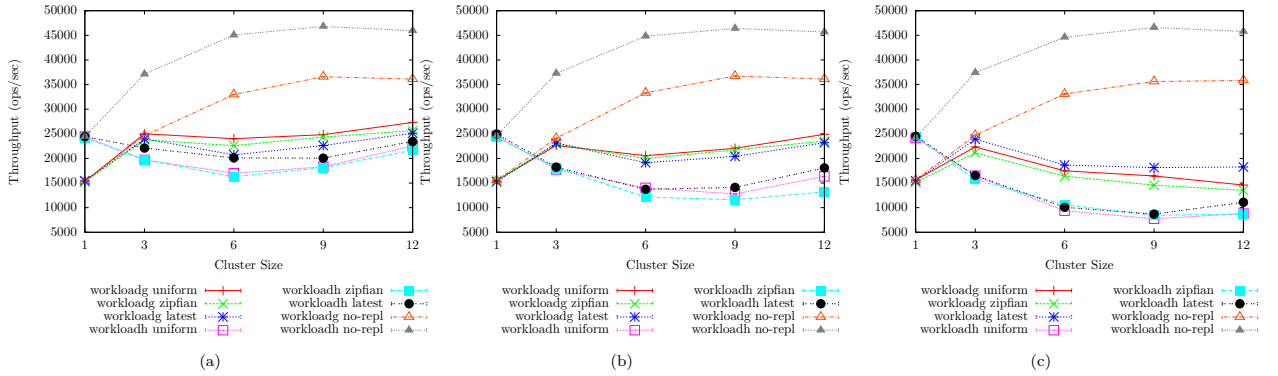 50000
45000
40000
35000
30000
25000
20000
15000
10000
5000
1 3 6 9 12
Throughput (ops/sec)
Cluster Size
workloadg uniform
workloadg zipfian
workloadg latest
workloadh uniform
workloadh zipfian
workloadh latest
workloadg no-repl
workloadh no-repl
(a)
50000
45000
40000
35000
30000
25000
20000
15000
10000
5000
1 3 6 9 12
Throughput (ops/sec)
Cluster Size
workloadg uniform
workloadg zipfian
workloadg latest
workloadh uniform
workloadh zipfian
workloadh latest
workloadg no-repl
workloadh no-repl
(b)
50000
45000
40000
35000
30000
25000
20000
15000
10000
5000
1 3 6 9 12
Throughput (ops/sec)
Cluster Size
workloadg uniform
workloadg zipfian
workloadg latest
workloadh uniform
workloadh zipfian
workloadh latest
workloadg no-repl
workloadh no-repl
(c)